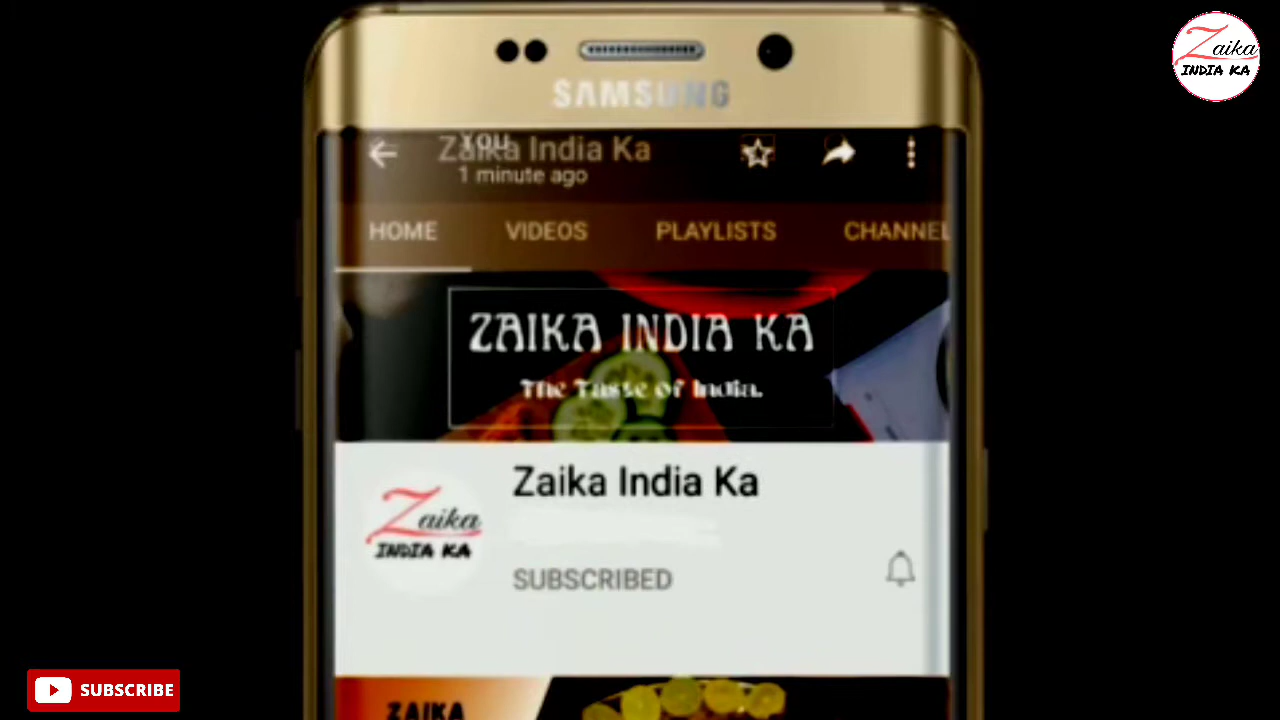 Zaika
INDIA KA
SAMSUNG
YOU
Zaika India Ka
1 minute ago
HOME VIDEOS PLAYLISTS CHANNEL
ZAIKA INDIA KA
The Taste of India.
Zaika India Ka
Zaika
INDIA KA
SUBSCRIBED
SUBSCRIBE
ZAIKA